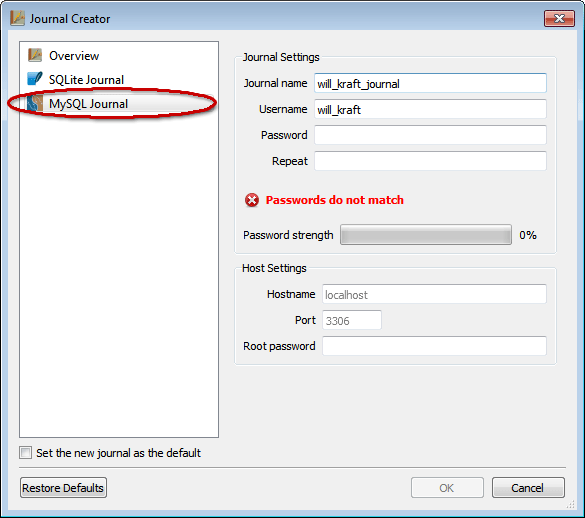 Journal Creator
Overview
SQLite Journal
MySQL Journal
Journal Settings
Journal name will_kraft_journal
Username will_kraft
Password
Repeat
Passwords do not match
Password strength 0%
Host Settings
Hostname localhost
Port 3306
Root password
Set the new journal as the default
Restore Defaults OK Cancel